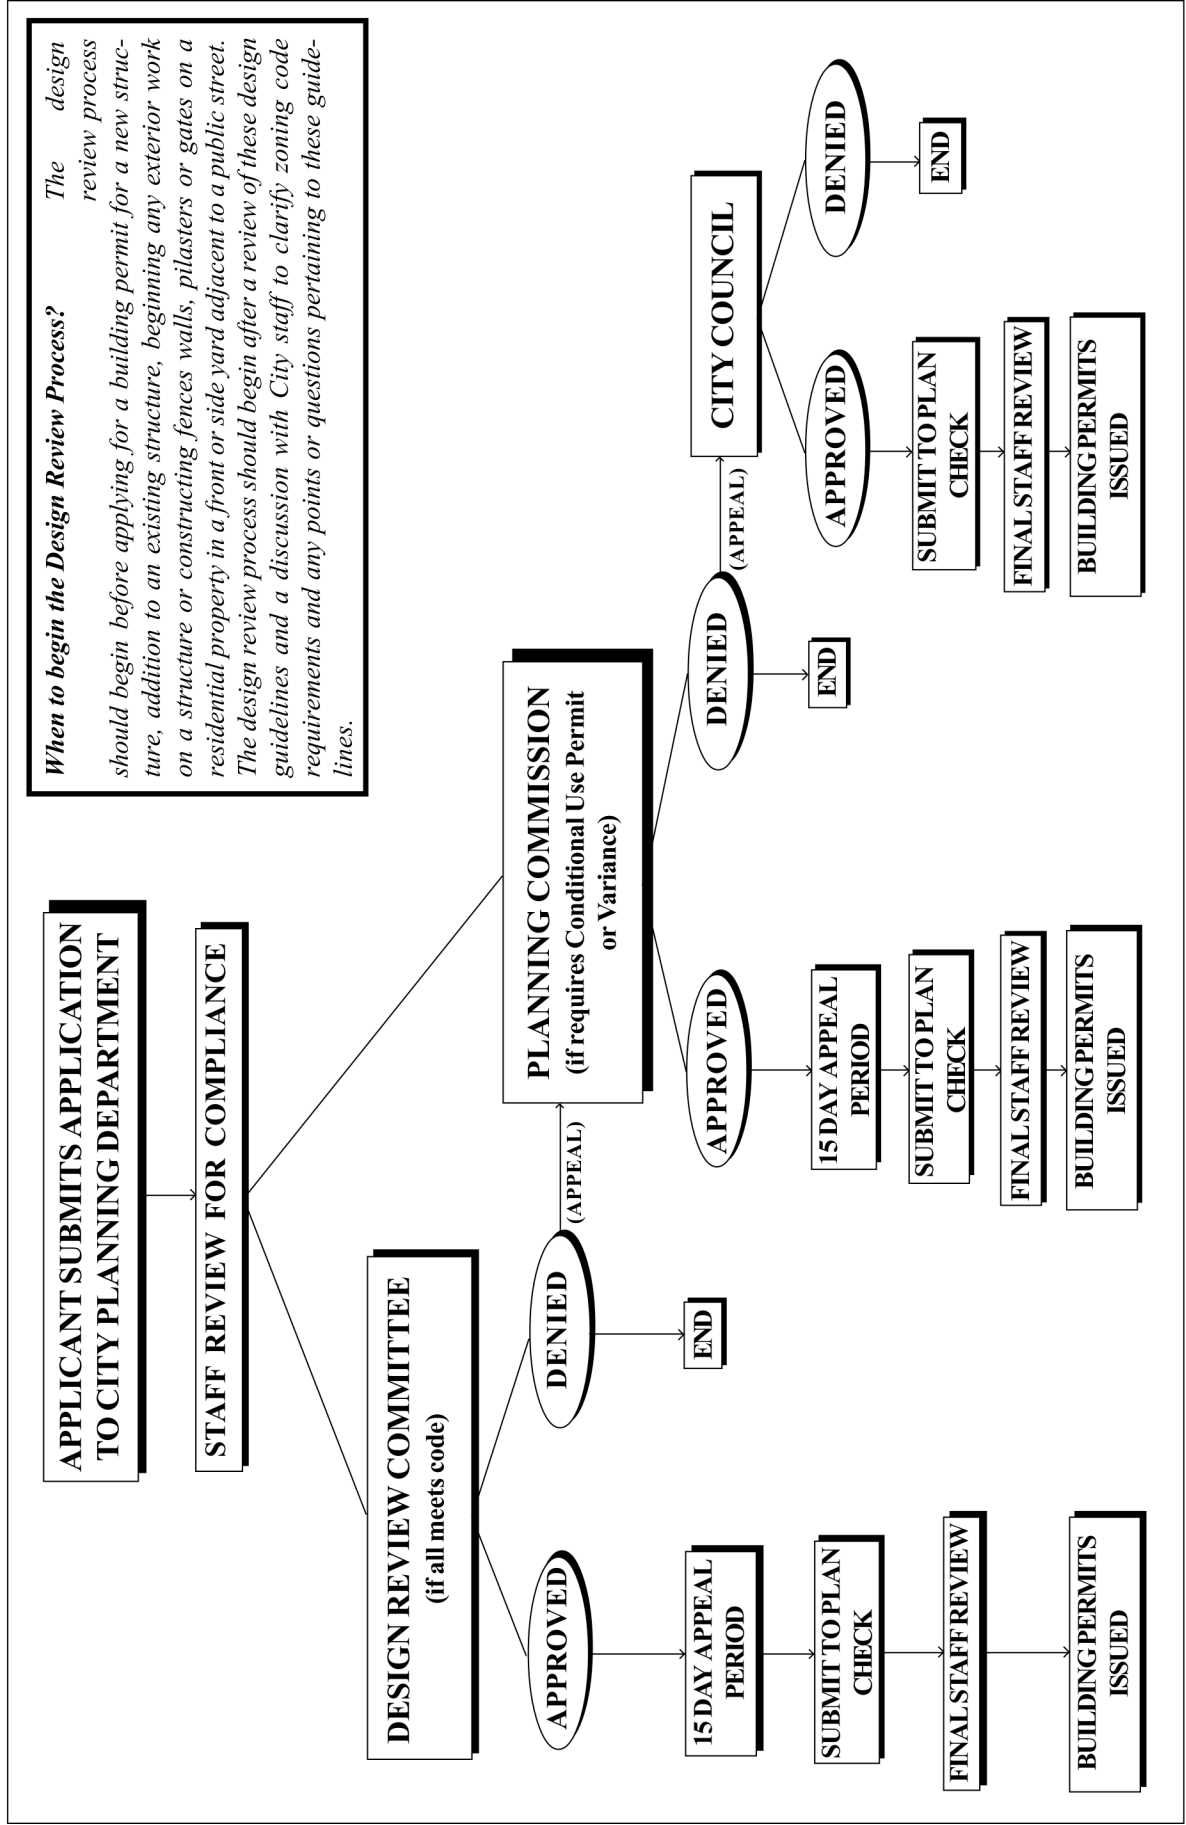 APPLICANT SUBMITS APPLICATION
TO CITY PLANNING DEPARTMENT
STAFF REVIEW FOR COMPLIANCE
When to begin the Design Review Process? The design
review process
should begin before applying for a building permit for a new struc-
ture, addition to an existing structure, beginning any exterior work
on a structure or constructing fences walls, pilasters or gates on a
residential property in a front or side yard adjacent to a public street.
The design review process should begin after a review of these design
guidelines and a discussion with City staff to clarify zoning code
requirements and any points or questions pertaining to these guide-
lines.
DESIGN REVIEW COMMITTEE
(if all meets code)
APPROVED
15 DAY APPEAL
PERIOD
SUBMIT TO PLAN
CHECK
FINAL STAFF REVIEW
BUILDING PERMITS
ISSUED
DENIED
END
(APPEAL)
PLANNING COMMISSION
(if requires Conditional Use Permit
or Variance)
APPROVED
15 DAY APPEAL
PERIOD
SUBMIT TO PLAN
CHECK
FINAL STAFF REVIEW
BUILDING PERMITS
ISSUED
DENIED
END
(APPEAL)
CITY COUNCIL
APPROVED
SUBMIT TO PLAN
CHECK
FINAL STAFF REVIEW
BUILDING PERMITS
ISSUED
DENIED
END